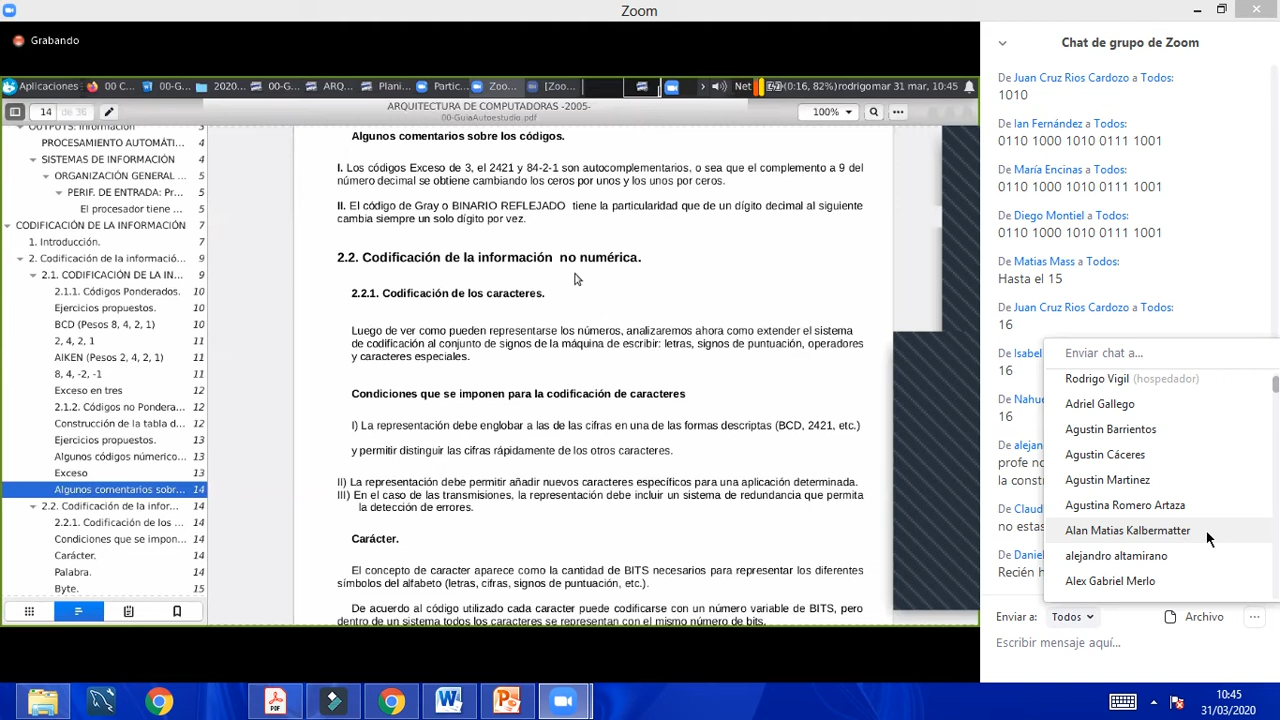 Zoom
Grabando
Aplicaciones
00 C...
00-G...
2020...
00-G...
ARQ...
Plani...
Partic...
Zoo...
[Zoo...
Net
(0:16, 82%) rodrigomar 31 mar, 10:45
14
de 36
ARQUITECTURA DE COMPUTADORAS -2005-
00-GuiaAutoestudio.pdf
100%
OUTPUTS: Información 3
PROCESAMIENTO AUTOMÁTI... 4
SISTEMAS DE INFORMACIÓN 4
ORGANIZACIÓN GENERAL ... 5
PERIF. DE ENTRADA: Pr... 5
El procesador tiene ... 5
CODIFICACIÓN DE LA INFORMACIÓN 7
1. Introducción. 7
2. Codificación de la informació... 9
2.1. CODIFICACIÓN DE LA IN... 9
2.1.1. Códigos Ponderados. 10
Ejercicios propuestos. 10
BCD (Pesos 8, 4, 2, 1) 11
2, 4, 2, 1 11
AIKEN (Pesos 2, 4, 2, 1) 11
8, 4, -2, -1 11
Exceso en tres 12
2.1.2. Códigos no Pondera... 12
Construcción de la tabla d... 12
Ejercicios propuestos. 13
Algunos códigos númerico... 13
Exceso 13
Algunos comentarios sobr... 14
2.2. Codificación de la infor... 14
2.2.1. Codificación de los ... 14
Condiciones que se impon... 14
Carácter. 14
Palabra. 14
Byte. 15
Algunos comentarios sobre los códigos.
I. Los códigos Exceso de 3, el 2421 y 84-2-1 son autocomplementarios, o sea que el complemento a 9 del
número decimal se obtiene cambiando los ceros por unos y los unos por ceros.
II. El código de Gray o BINARIO REFLEJADO tiene la particularidad que de un dígito decimal al siguiente
cambia siempre un solo dígito por vez.
2.2. Codificación de la información no numérica.
2.2.1. Codificación de los caracteres.
Luego de ver como pueden representarse los números, analizaremos ahora como extender el sistema
de codificación al conjunto de signos de la máquina de escribir: letras, signos de puntuación, operadores
y caracteres especiales.
Condiciones que se imponen para la codificación de caracteres
I) La representación debe englobar a las de las cifras en una de las formas descriptas (BCD, 2421, etc.)
y permitir distinguir las cifras rápidamente de los otros caracteres.
II) La representación debe permitir añadir nuevos caracteres específicos para una aplicación determinada.
III) En el caso de las transmisiones, la representación debe incluir un sistema de redundancia que permita
la detección de errores.
Carácter.
El concepto de caracter aparece como la cantidad de BITS necesarios para representar los diferentes
símbolos del alfabeto (letras, cifras, signos de puntuación, etc.).
De acuerdo al código utilizado cada caracter puede codificarse con un número variable de BITS, pero
dentro de un sistema todos los caracteres se representan con el mismo número de bits.
Chat de grupo de Zoom
De Juan Cruz Rios Cardozo a Todos:
1010
De Ian Fernández a Todos:
0110 1000 1010 0111 1001
De María Encinas a Todos:
0110 1000 1010 0111 1001
De Diego Montiel a Todos:
0110 1000 1010 0111 1001
De Matias Mass a Todos:
Hasta el 15
De Juan Cruz Rios Cardozo a Todos:
16
De Isabel
16
De Nahue
16
De alejan
profe no
la consti
De Claud
no estas
De Daniel
Recién h
Enviar chat a...
Rodrigo Vigil (hospedador)
Adriel Gallego
Agustin Barrientos
Agustin Cáceres
Agustin Martinez
Agustina Romero Artaza
Alan Matias Kalbermatter
alejandro altamirano
Alex Gabriel Merlo
Enviar a: Todos
Archivo
Escribir mensaje aquí...
10:45
31/03/2020